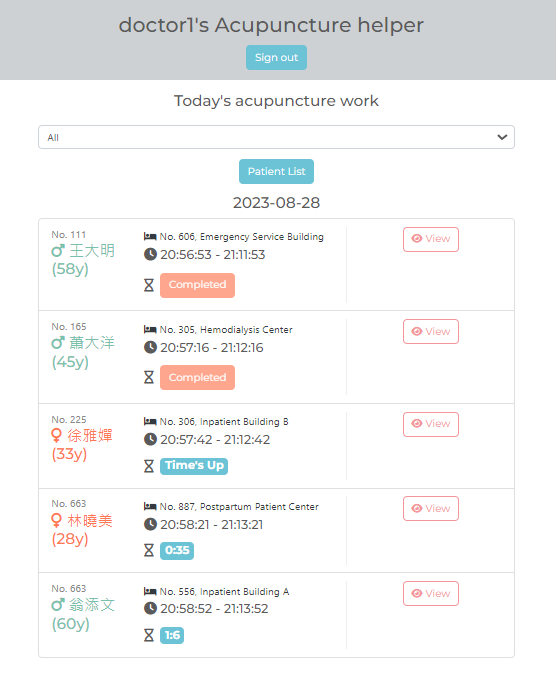 doctor1's Acupuncture helper
Sign out
Today's acupuncture work
All
Patient List
2023-08-28
No. 111
王大明
(58y)
No. 606, Emergency Service Building
20:56:53 - 21:11:53
Completed
View
No. 165
蕭大洋
(45y)
No. 305, Hemodialysis Center
20:57:16 - 21:12:16
Completed
View
No. 225
徐雅嬋
(33y)
No. 306, Inpatient Building B
20:57:42 - 21:12:42
Time's Up
View
No. 663
林曉美
(28y)
No. 887, Postpartum Patient Center
20:58:21 - 21:13:21
0:35
View
No. 663
翁添文
(60y)
No. 556, Inpatient Building A
20:58:52 - 21:13:52
1:6
View